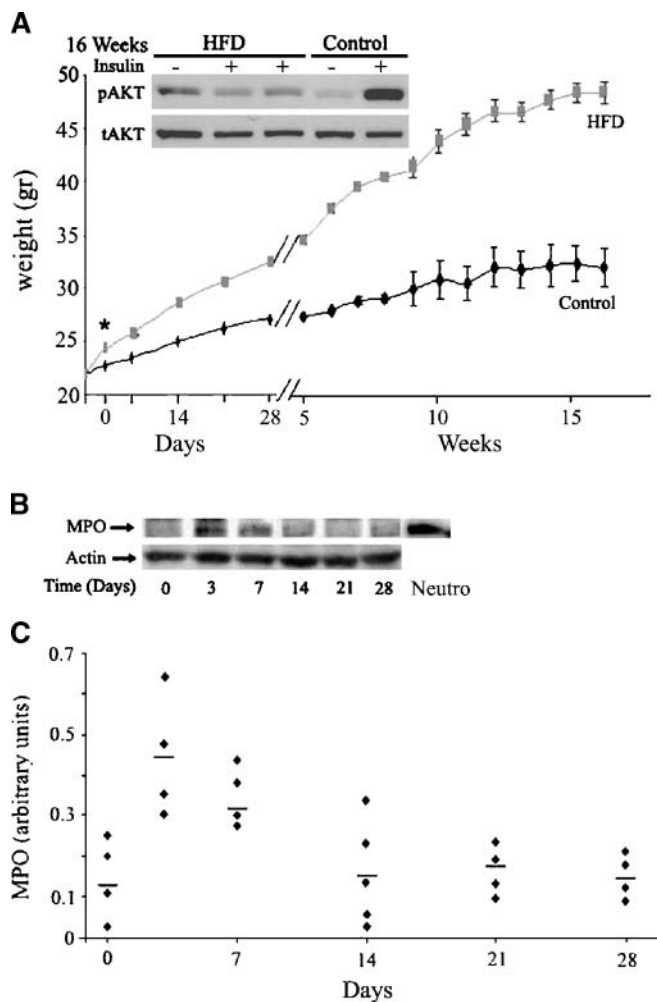 A
16 Weeks HFD Control
Insulin - + + - +
pAKT
tAKT
50
45
40
35
30
25
20
weight (gr)
HFD
Control
*
0 14 28 5 10 15
Days Weeks
B
MPO
Actin
Time (Days) 0 3 7 14 21 28 Neutro
C
0.7
0.5
0.3
0.1
0
MPO (arbitrary units)
0 7 14 21 28
Days